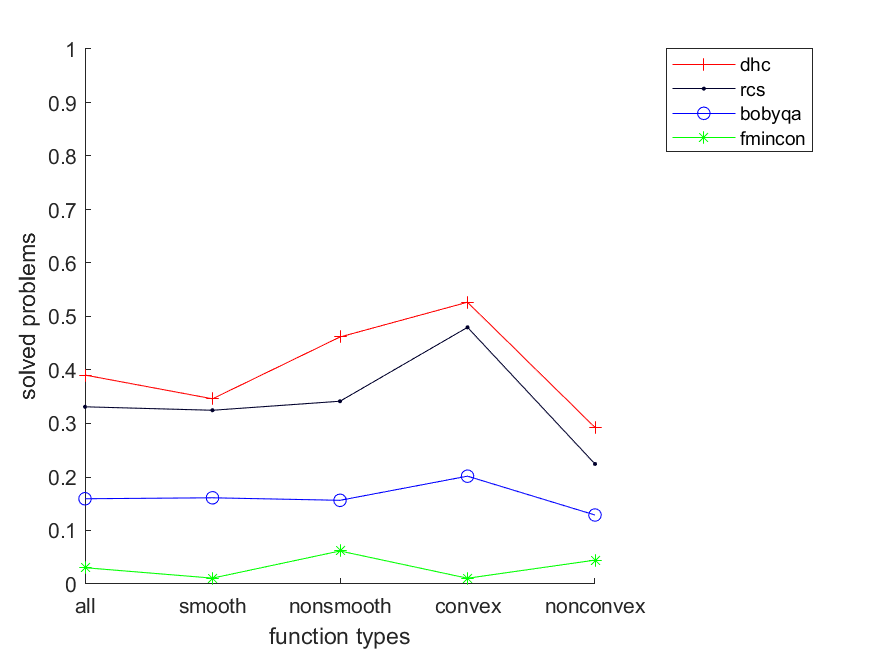 1
0.9
0.8
0.7
0.6
0.5
0.4
0.3
0.2
0.1
0
solved problems
all smooth nonsmooth convex nonconvex
function types
dhc
rcs
bobyqa
fmincon